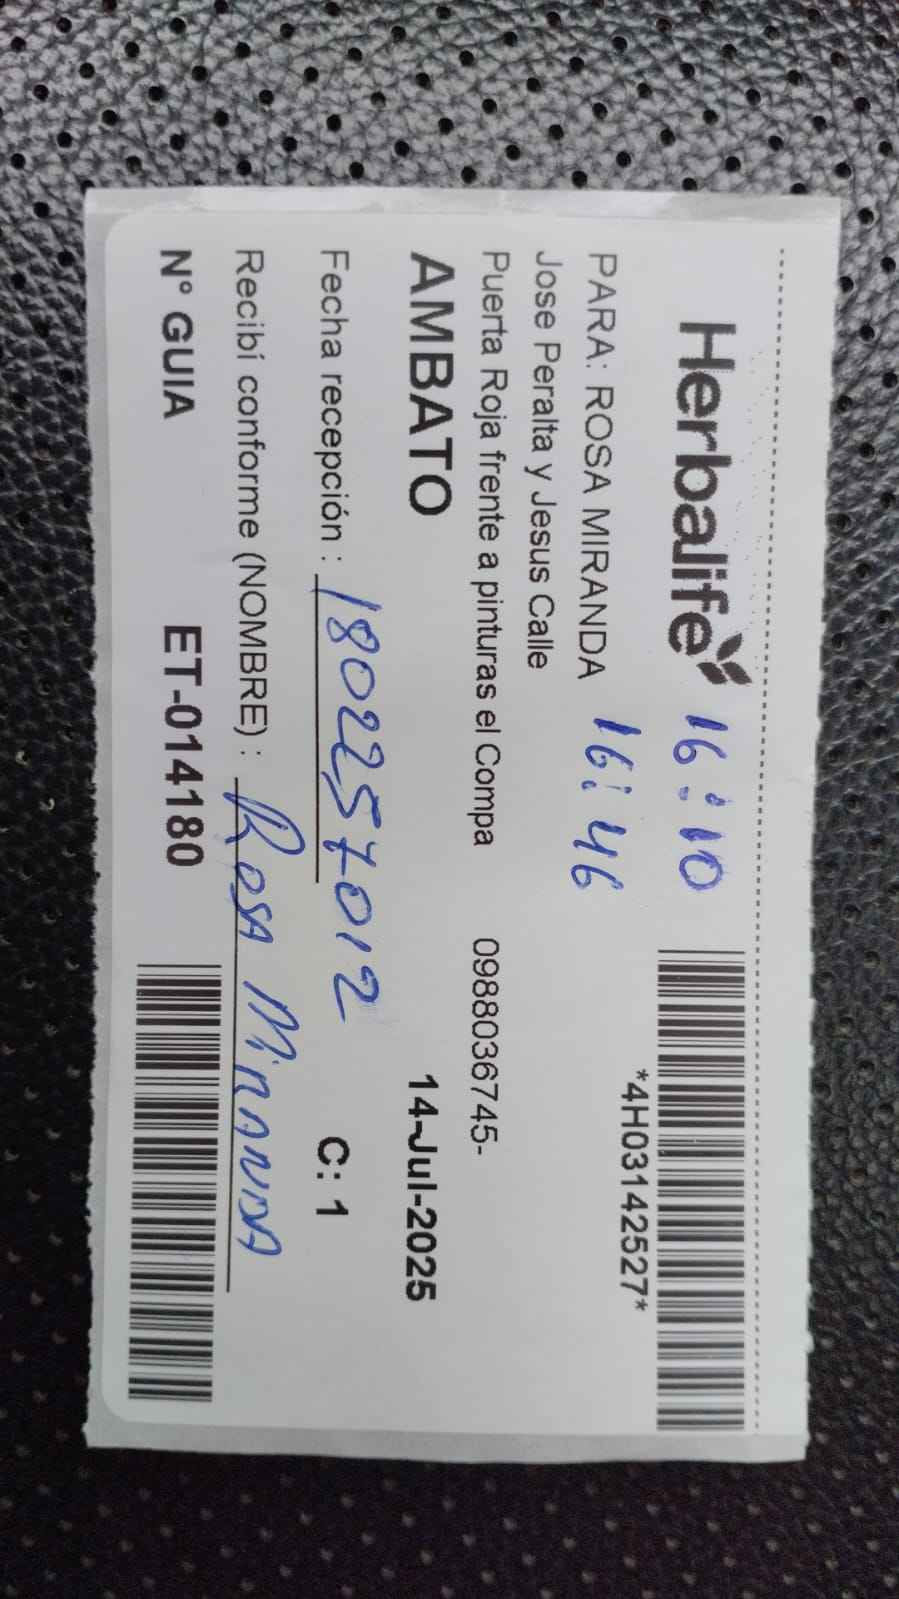 Herbalife 16:10
*4H03142527*
PARA: ROSA MIRANDA 16:46
Jose Peralta y Jesus Calle
Puerta Roja frente a pinturas el Compa 0988036745-
AMBATO 14-Jul-2025
Fecha recepción : 1802257012 C: 1
Recibí conforme (NOMBRE) : Rosa Miranda
N° GUIA ET-014180